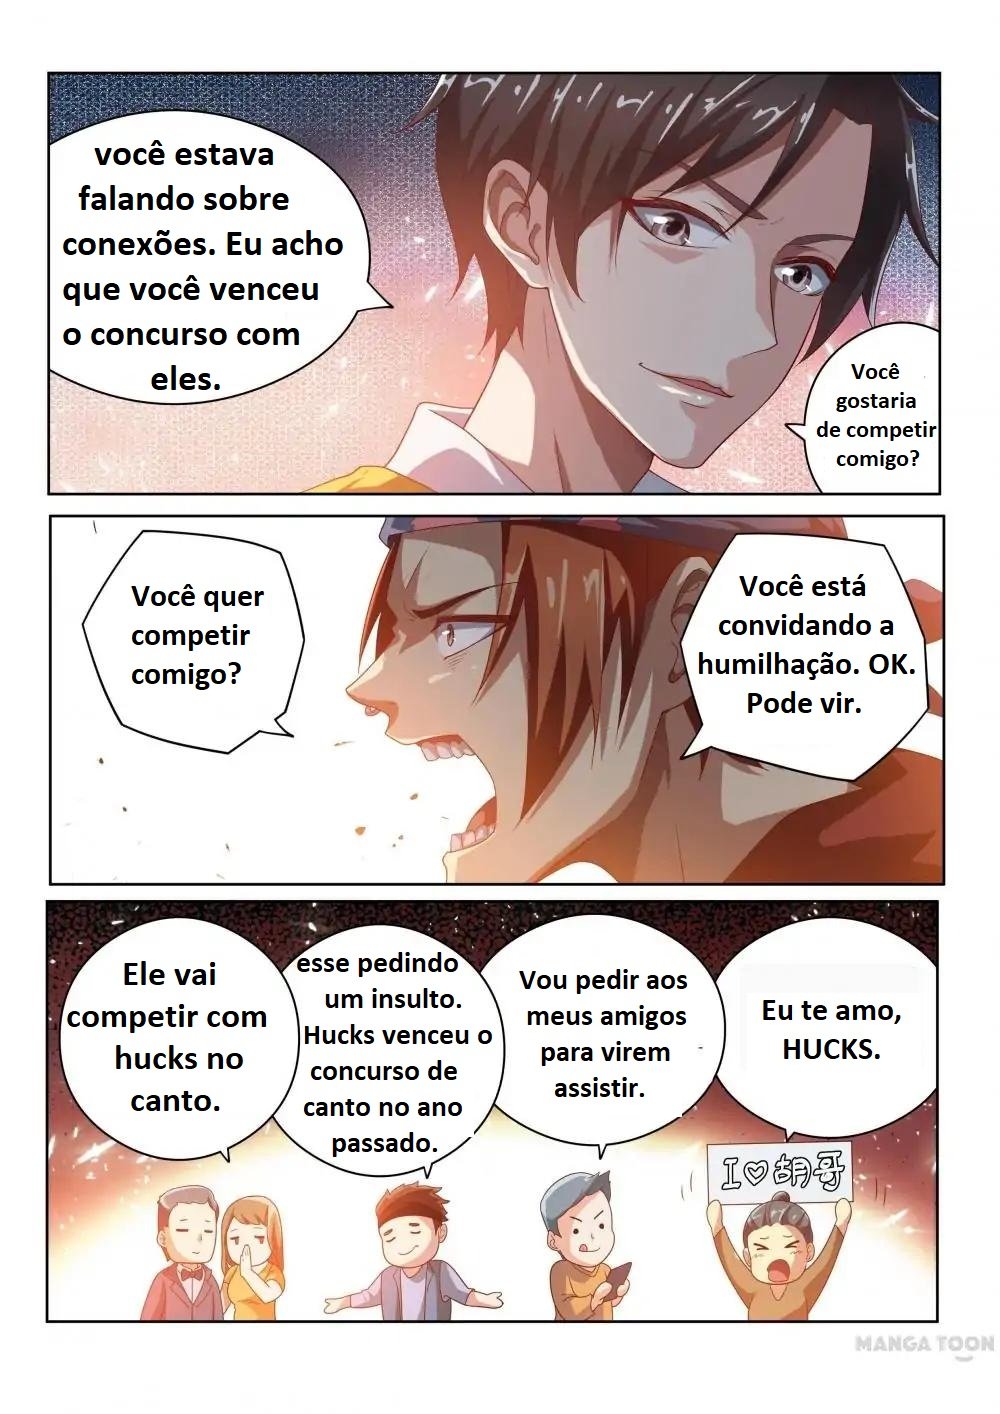 você estava
falando sobre
conexões. Eu acho
que você venceu
o concurso com
eles.
Você
gostaria
de competir
comigo?
Você quer
competir
comigo?
Você está
convidando a
humilhação. OK.
Pode vir.
Ele vai
competir com
hucks no
canto.
esse pedindo
um insulto.
Hucks venceu o
concurso de
canto no ano
passado.
Vou pedir aos
meus amigos
para virem
assistir.
Eu te amo,
HUCKS.
I♡胡哥
MANGA TOON